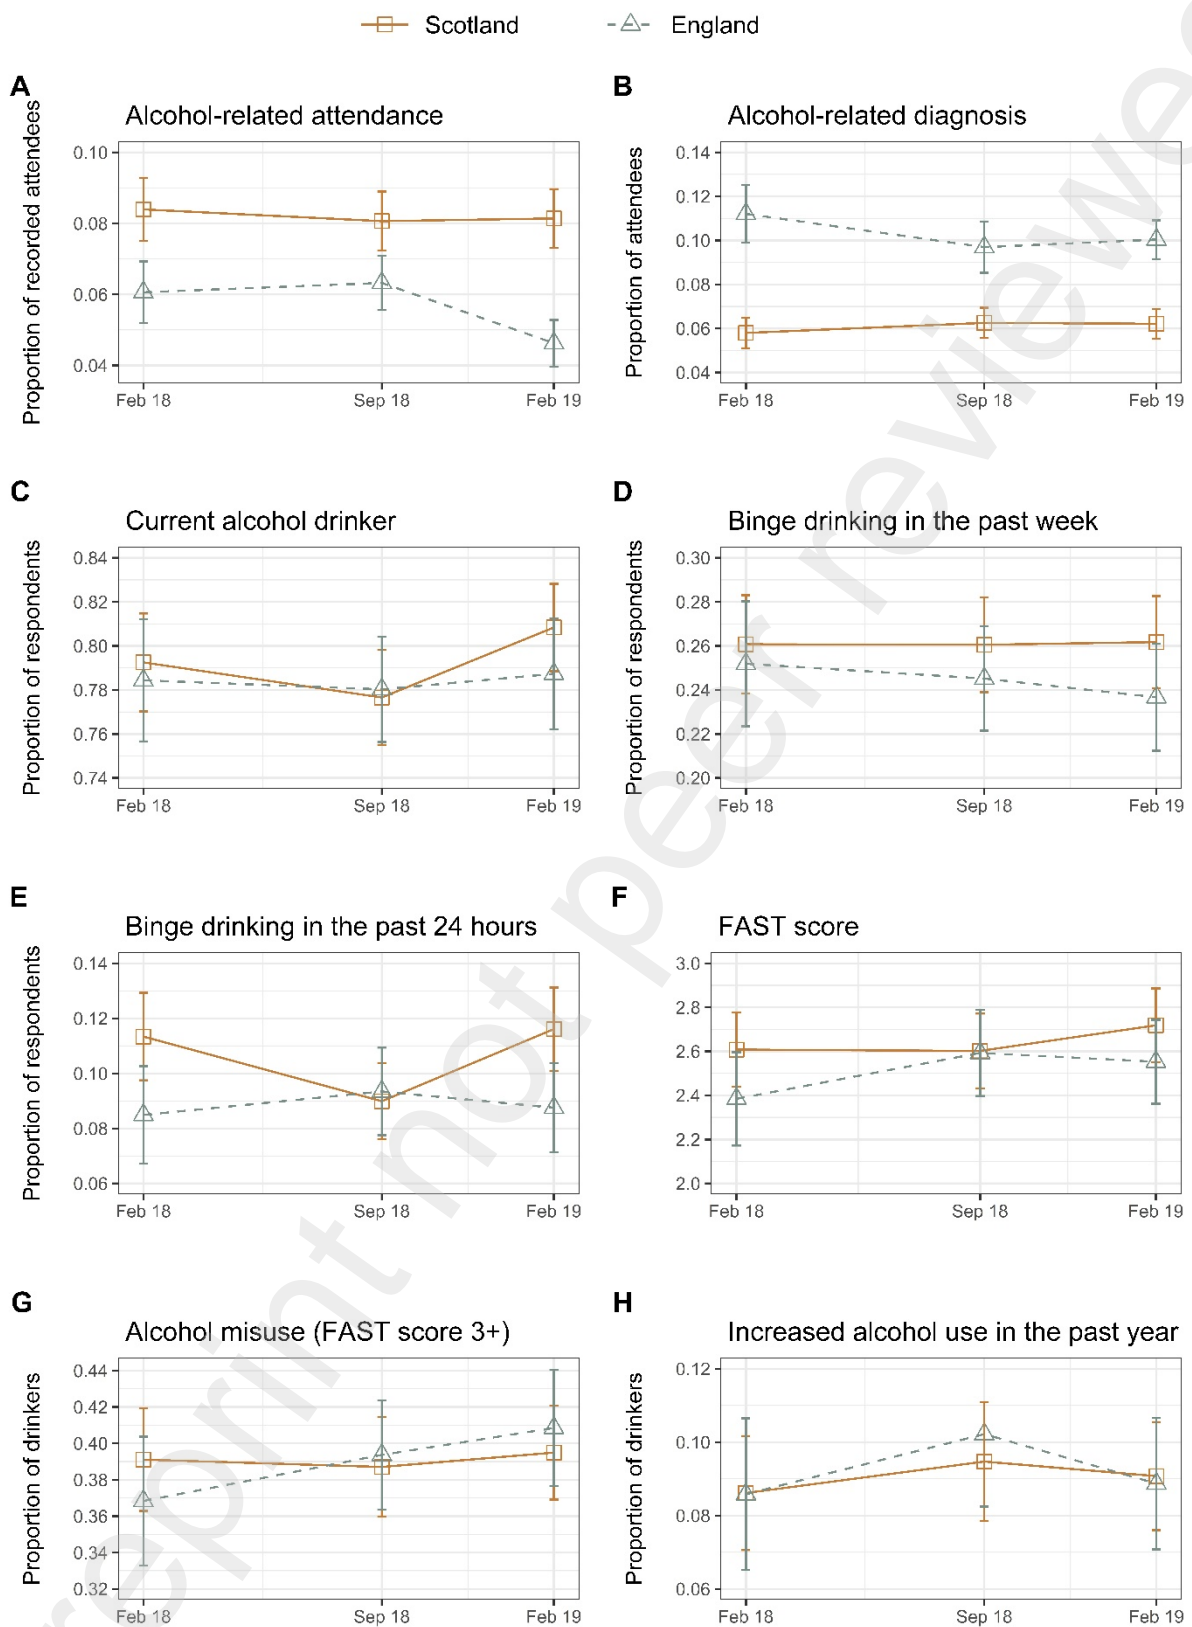 Scotland England
A B
Alcohol-related attendance Alcohol-related diagnosis
Proportion of recorded attendees
0.10
0.08
0.06
0.04
Feb 18 Sep 18 Feb 19
Proportion of attendees
0.14
0.12
0.10
0.08
0.06
0.04
Feb 18 Sep 18 Feb 19
C D
Current alcohol drinker Binge drinking in the past week
Proportion of respondents
0.84
0.82
0.80
0.78
0.76
0.74
Feb 18 Sep 18 Feb 19
Proportion of respondents
0.30
0.28
0.26
0.24
0.22
0.20
Feb 18 Sep 18 Feb 19
E F
Binge drinking in the past 24 hours FAST score
Proportion of respondents
0.14
0.12
0.10
0.08
0.06
Feb 18 Sep 18 Feb 19
3.0
2.8
2.6
2.4
2.2
2.0
Feb 18 Sep 18 Feb 19
G H
Alcohol misuse (FAST score 3+) Increased alcohol use in the past year
Proportion of drinkers
0.44
0.42
0.40
0.38
0.36
0.34
0.32
Feb 18 Sep 18 Feb 19
Proportion of respondents
0.12
0.10
0.08
0.06
Feb 18 Sep 18 Feb 19
reprint not peer reviewe